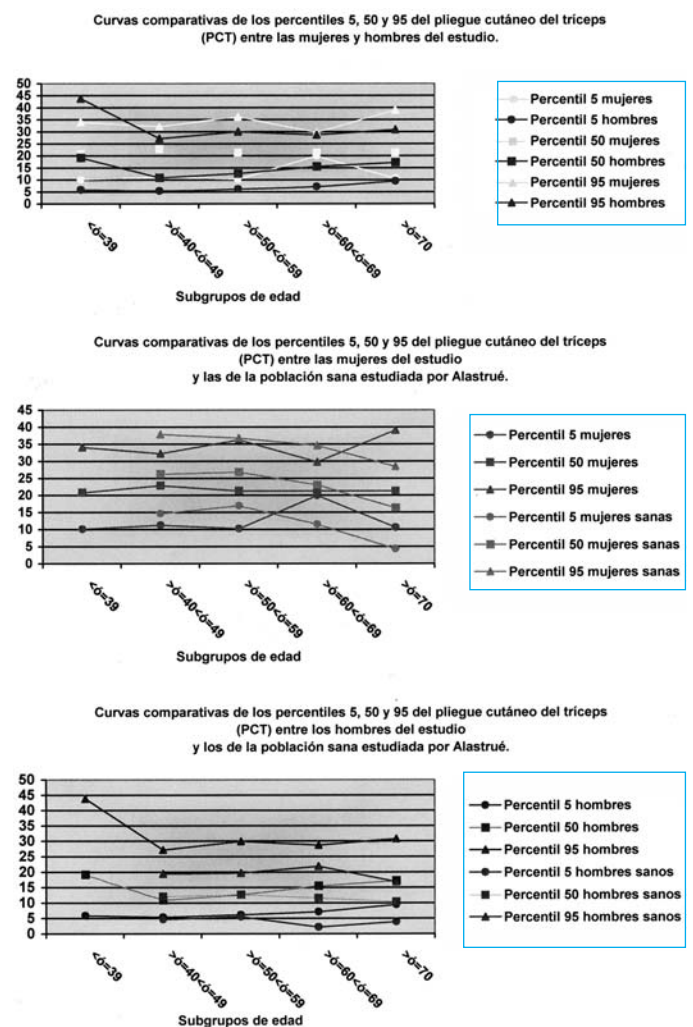 Curvas comparativas de los percentiles 5, 50 y 95 del pliegue cutáneo del tríceps
(PCT) entre las mujeres y hombres del estudio.
50
45
40
35
30
25
20
15
10
5
0
<ó=39
>ó=40<ó=49
>ó=50<ó=59
>ó=60<ó=69
>ó=70
Subgrupos de edad
Percentil 5 mujeres
Percentil 5 hombres
Percentil 50 mujeres
Percentil 50 hombres
Percentil 95 mujeres
Percentil 95 hombres
Curvas comparativas de los percentiles 5, 50 y 95 del pliegue cutáneo del tríceps
(PCT) entre las mujeres del estudio
y las de la población sana estudiada por Alastrué.
45
40
35
30
25
20
15
10
5
0
<ó=39
>ó=40<ó=49
>ó=50<ó=59
>ó=60<ó=69
>ó=70
Subgrupos de edad
Percentil 5 mujeres
Percentil 50 mujeres
Percentil 95 mujeres
Percentil 5 mujeres sanas
Percentil 50 mujeres sanas
Percentil 95 mujeres sanas
Curvas comparativas de los percentiles 5, 50 y 95 del pliegue cutáneo del tríceps
(PCT) entre los hombres del estudio
y los de la población sana estudiada por Alastrué.
50
45
40
35
30
25
20
15
10
5
0
<ó=39
>ó=40<ó=49
>ó=50<ó=59
>ó=60<ó=69
>ó=70
Subgrupos de edad
Percentil 5 hombres
Percentil 50 hombres
Percentil 95 hombres
Percentil 5 hombres sanos
Percentil 50 hombres sanos
Percentil 95 hombres sanos